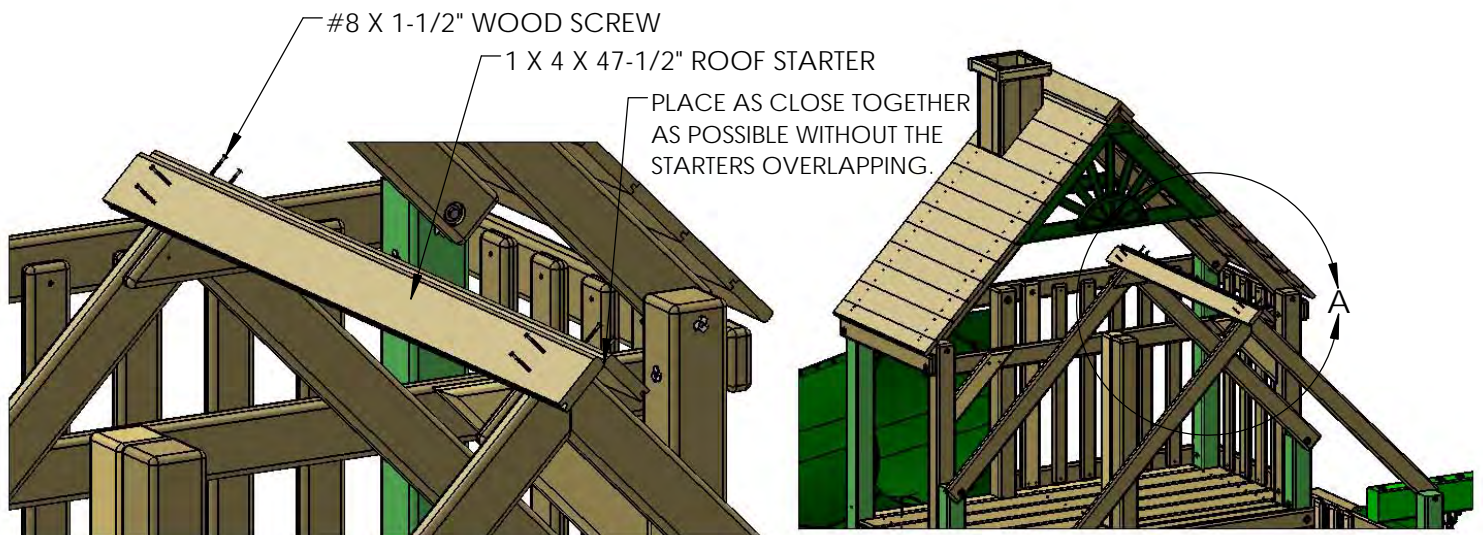 #8 X 1-1/2" WOOD SCREW
1 X 4 X 47-1/2" ROOF STARTER
PLACE AS CLOSE TOGETHER
AS POSSIBLE WITHOUT THE
STARTERS OVERLAPPING.
A